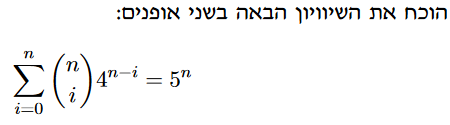 הוכח את השיוויון הבאה בשני אופנים:
$$\sum_{i=0}^{n} \binom{n}{i} 4^{n-i} = 5^n$$